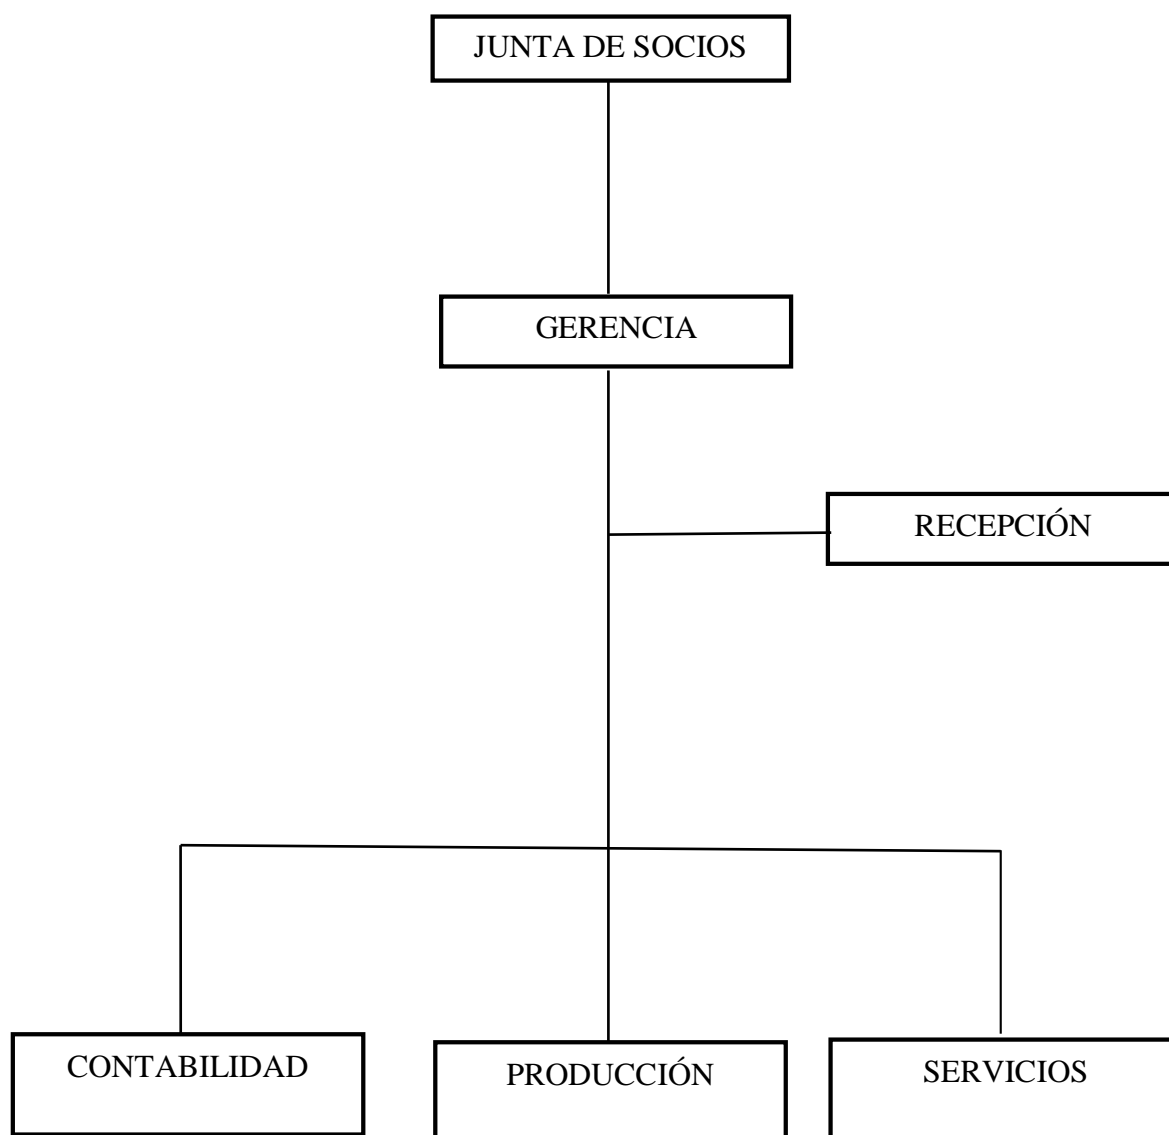 JUNTA DE SOCIOS
GERENCIA
RECEPCIÓN
CONTABILIDAD
PRODUCCIÓN
SERVICIOS